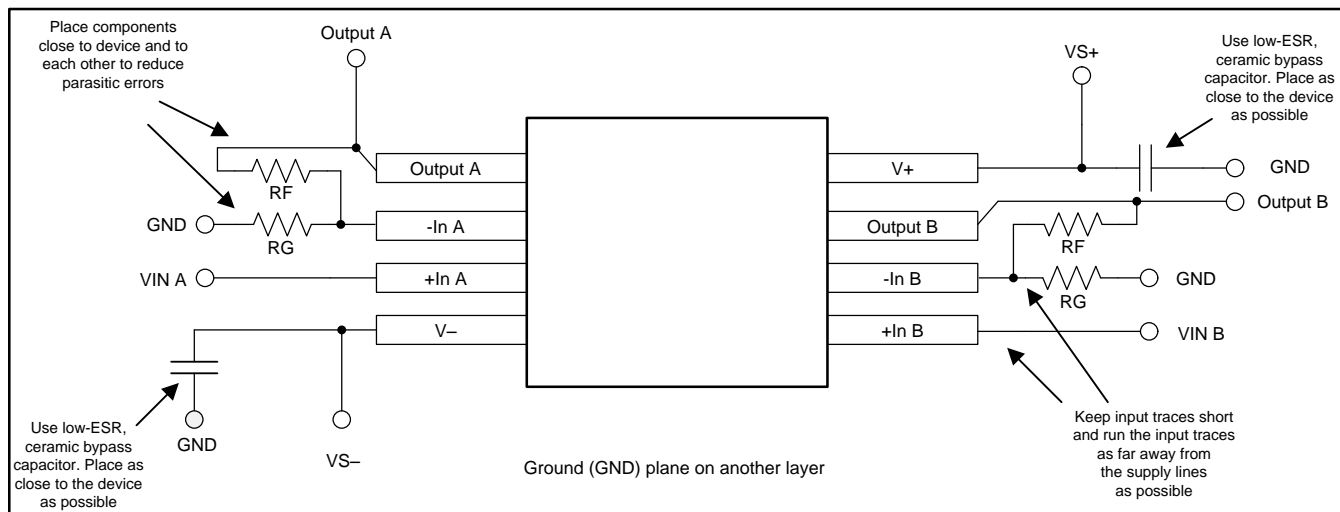 Place components
close to device and to
each other to reduce
parasitic errors
Output A
VS+
Use low-ESR,
ceramic bypass
capacitor. Place as
close to the device
as possible
RF
Output A
V+
GND
GND
RG
-In A
Output B
Output B
RF
VIN A
+In A
-In B
RG
GND
V–
+In B
VIN B
Use low-ESR,
ceramic bypass
capacitor. Place as
close to the device
as possible
GND
VS–
Ground (GND) plane on another layer
Keep input traces short
and run the input traces
as far away from
the supply lines
as possible